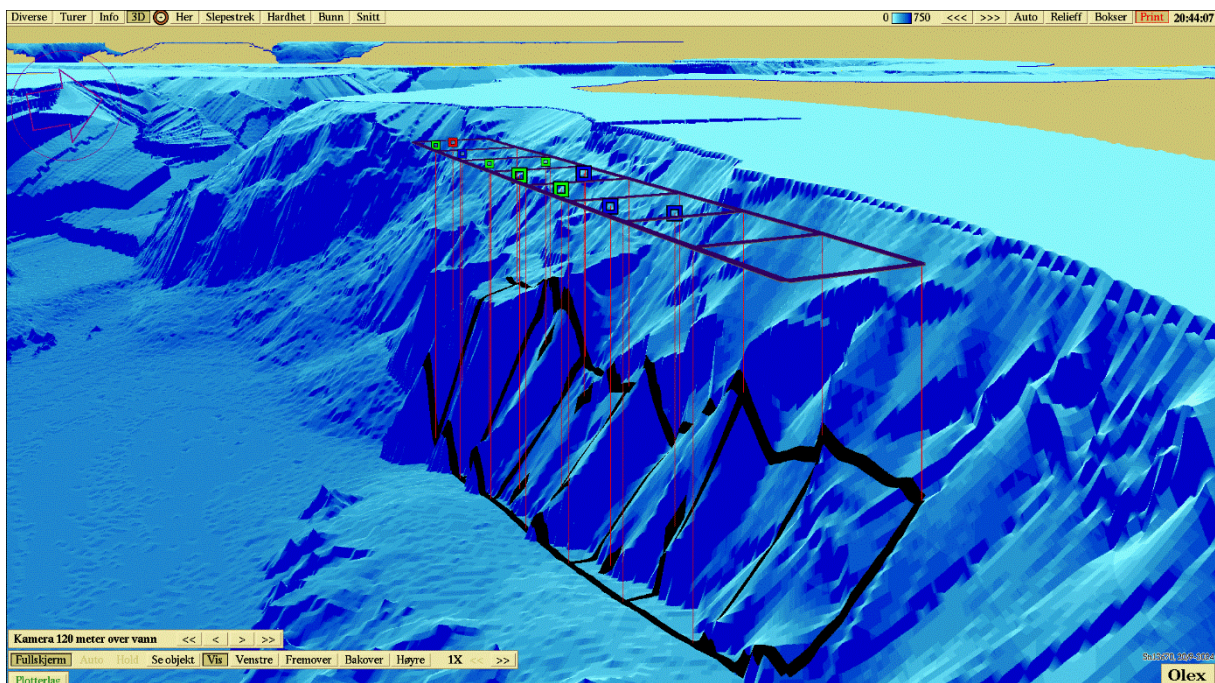 Diverse Turer Info 3D Her Slepestrek Hardhet Bunn Snitt 0 750 <<< >>> Auto Relieff Bokser Print 20:44:07
Kamera 120 meter over vann << < > >>
Fullskjerm Auto Hold Se objekt Vis Venstre Fremover Bakover Høyre 1X << >>
Plotterlag Olex